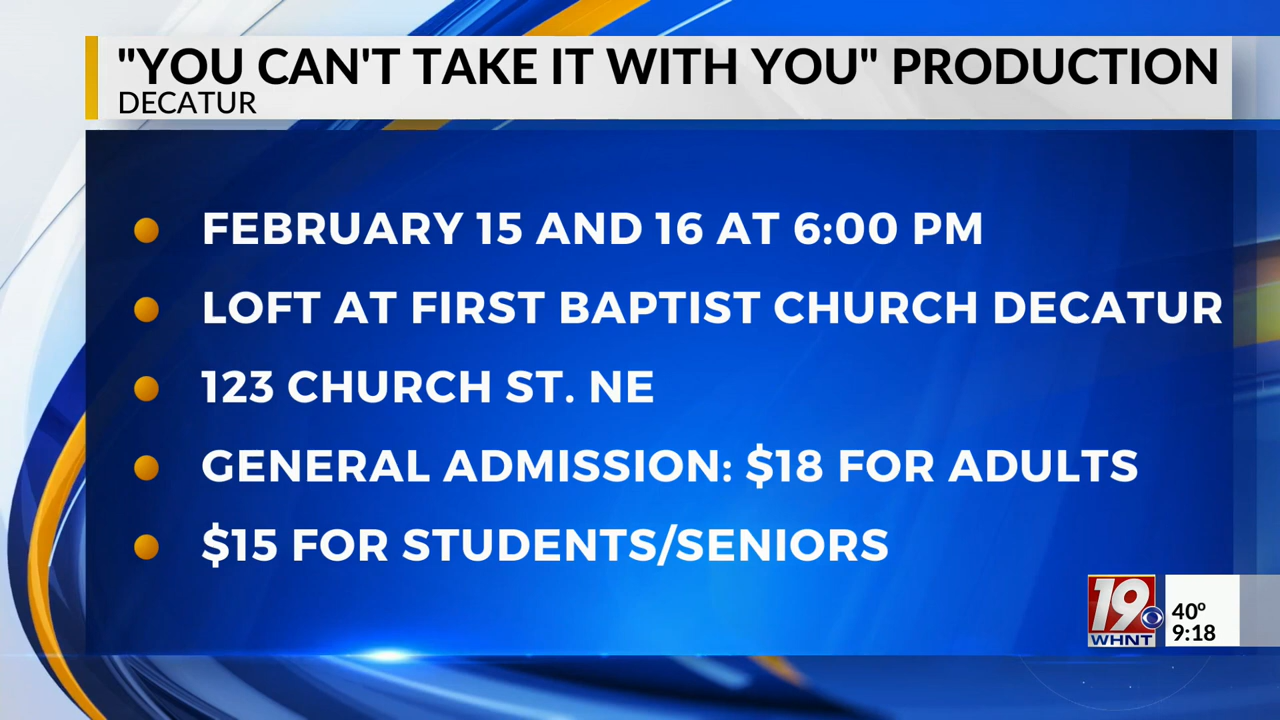 "YOU CAN'T TAKE IT WITH YOU" PRODUCTION
DECATUR
FEBRUARY 15 AND 16 AT 6:00 PM
LOFT AT FIRST BAPTIST CHURCH DECATUR
123 CHURCH ST. NE
GENERAL ADMISSION: $18 FOR ADULTS
$15 FOR STUDENTS/SENIORS
19
WHNT
40º
9:18